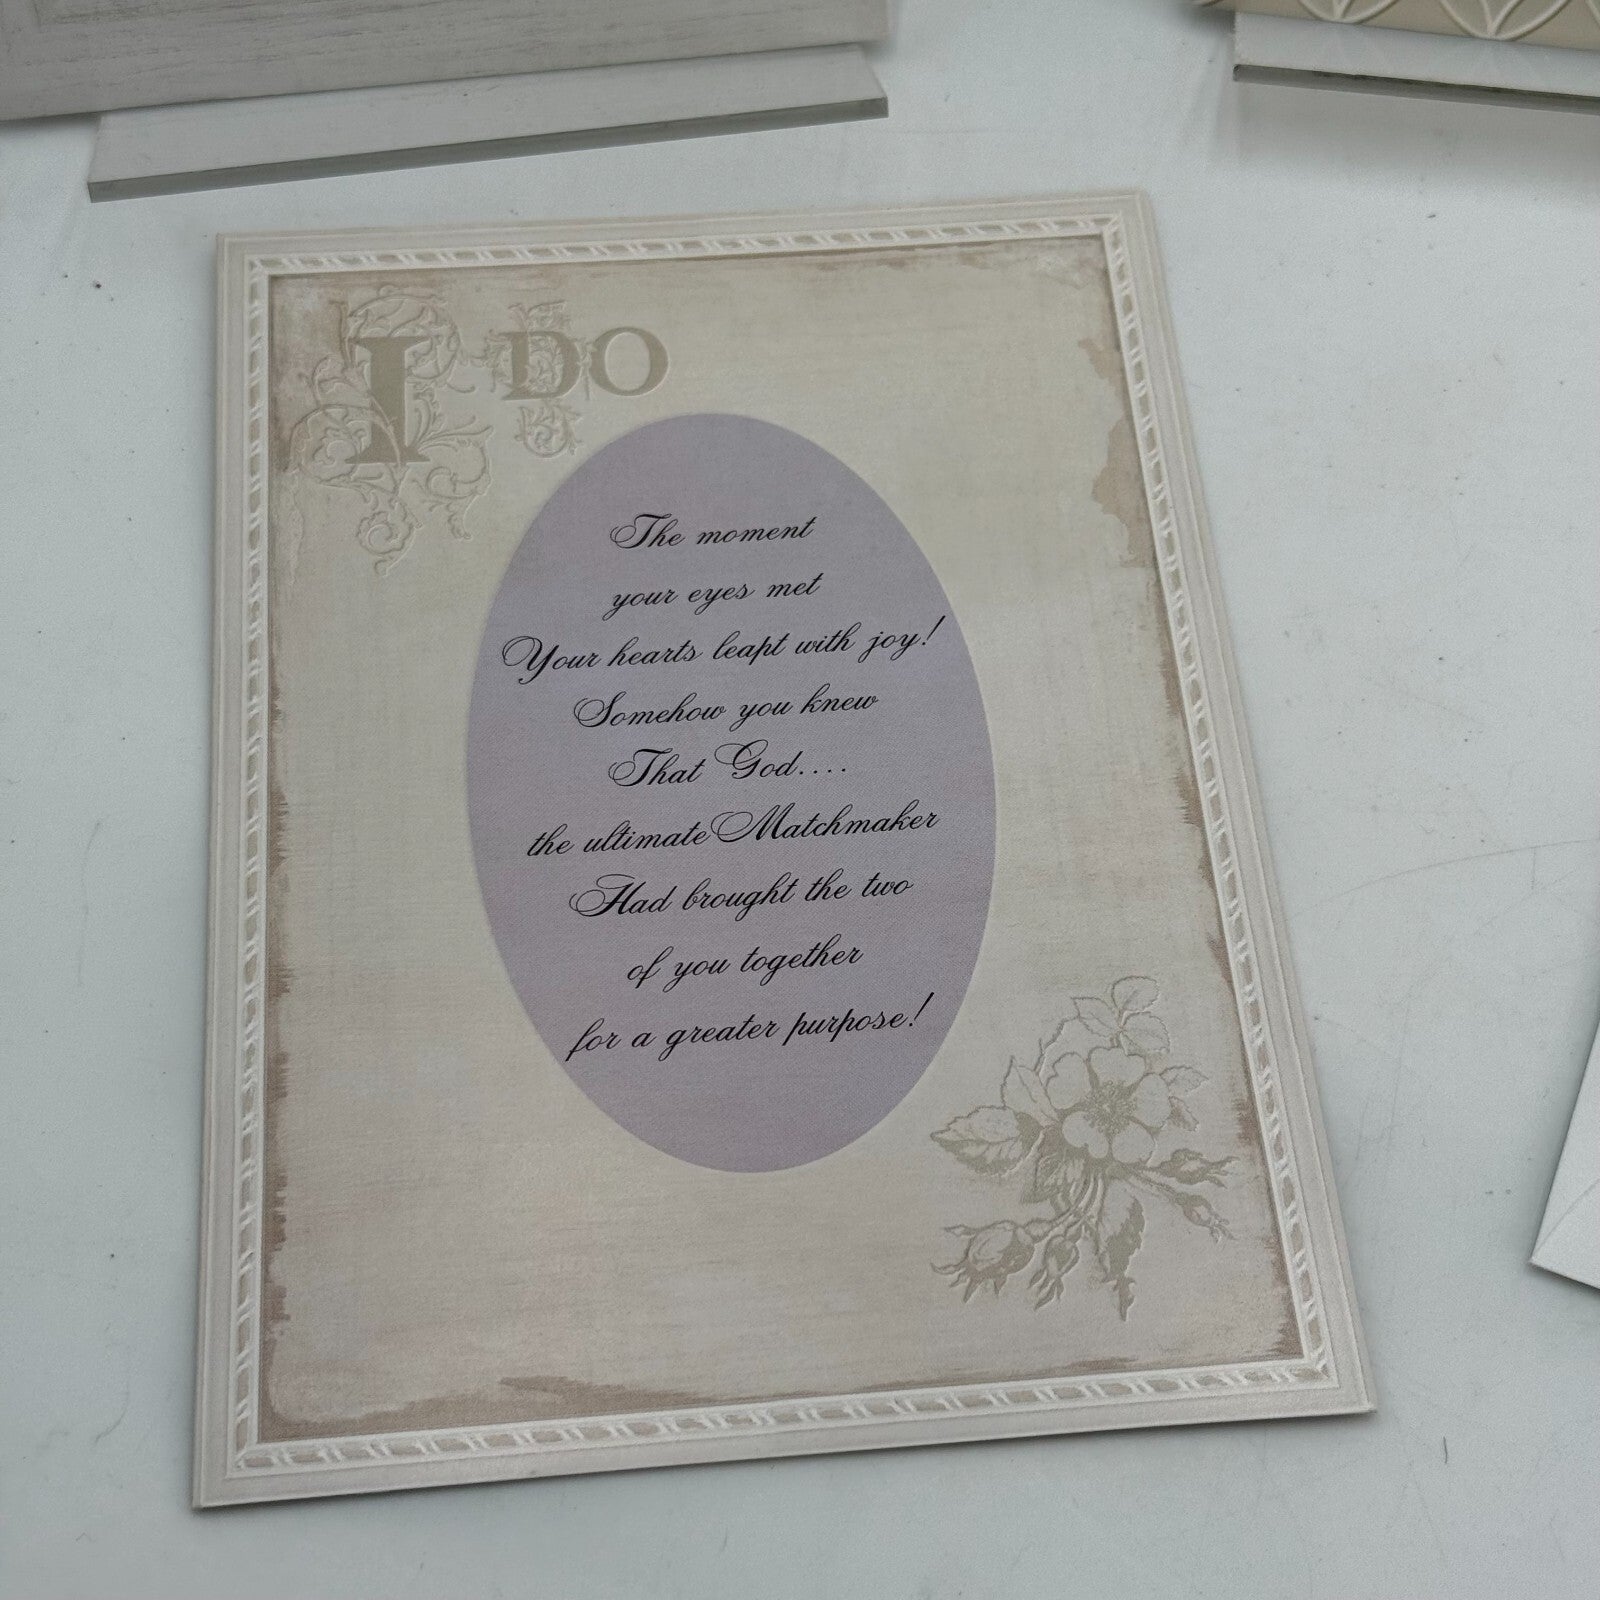 I DO
The moment
your eyes met
Your hearts leapt with joy!
Somehow you knew
That God....
the ultimate Matchmaker
Had brought the two
of you together
for a greater purpose!